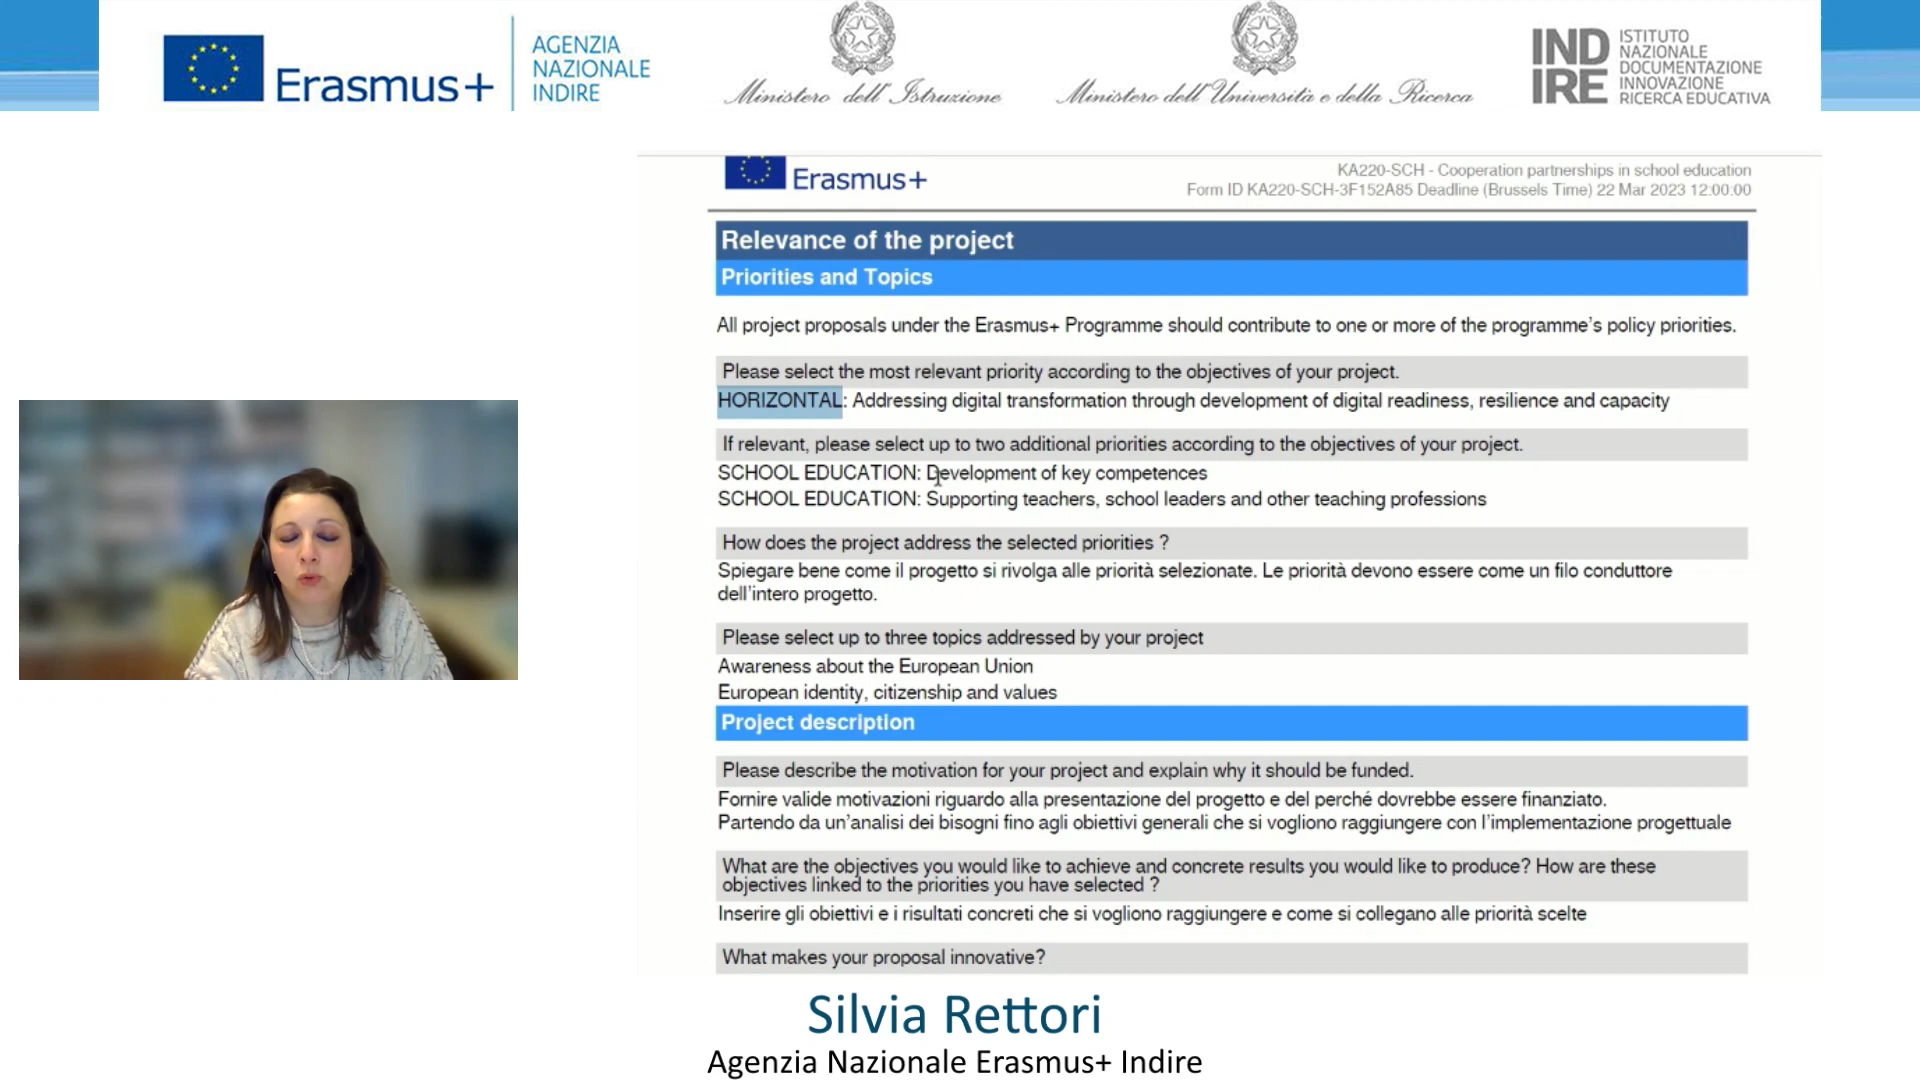 Erasmus+
AGENZIA
NAZIONALE
INDIRE
Ministero dell'Istruzione
Ministero dell'Università e della Ricerca
IND
IRE
ISTITUTO
NAZIONALE
DOCUMENTAZIONE
INNOVAZIONE
RICERCA EDUCATIVA
Erasmus+
KA220-SCH - Cooperation partnerships in school education
Form ID KA220-SCH-3F152A85 Deadline (Brussels Time) 22 Mar 2023 12:00:00
Relevance of the project
Priorities and Topics
All project proposals under the Erasmus+ Programme should contribute to one or more of the programme's policy priorities.
Please select the most relevant priority according to the objectives of your project.
HORIZONTAL: Addressing digital transformation through development of digital readiness, resilience and capacity
If relevant, please select up to two additional priorities according to the objectives of your project.
SCHOOL EDUCATION: Development of key competences
SCHOOL EDUCATION: Supporting teachers, school leaders and other teaching professions
How does the project address the selected priorities ?
Spiegare bene come il progetto si rivolga alle priorità selezionate. Le priorità devono essere come un filo conduttore
dell'intero progetto.
Please select up to three topics addressed by your project
Awareness about the European Union
European identity, citizenship and values
Project description
Please describe the motivation for your project and explain why it should be funded.
Fornire valide motivazioni riguardo alla presentazione del progetto e del perché dovrebbe essere finanziato.
Partendo da un'analisi dei bisogni fino agli obiettivi generali che si vogliono raggiungere con l'implementazione progettuale
What are the objectives you would like to achieve and concrete results you would like to produce? How are these
objectives linked to the priorities you have selected ?
Inserire gli obiettivi e i risultati concreti che si vogliono raggiungere e come si collegano alle priorità scelte
What makes your proposal innovative?
Silvia Rettori
Agenzia Nazionale Erasmus+ Indire